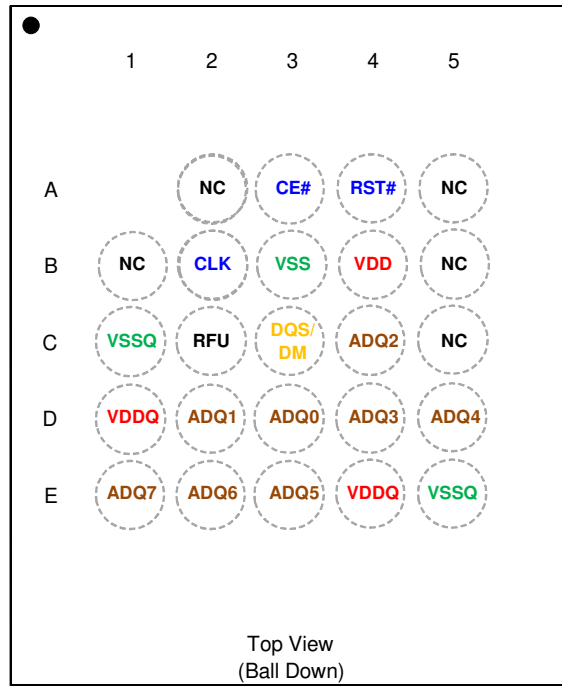 1 2 3 4 5
A NC CE# RST# NC
B NC CLK VSS VDD NC
C VSSQ RFU DQS/DM ADQ2 NC
D VDDQ ADQ1 ADQ0 ADQ3 ADQ4
E ADQ7 ADQ6 ADQ5 VDDQ VSSQ
Top View
(Ball Down)